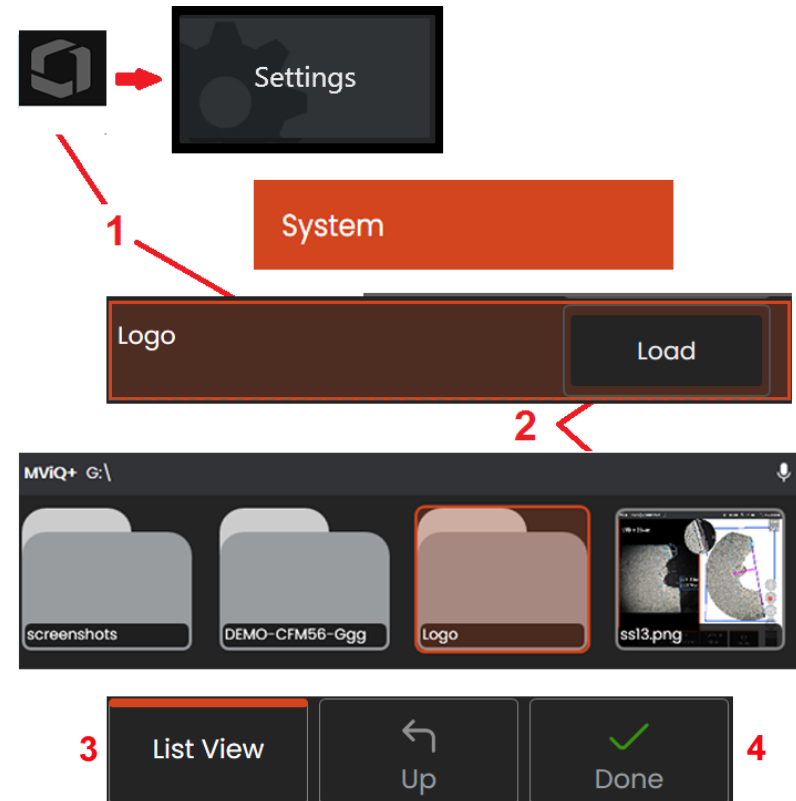 Settings
1
System
Logo
Load
2
MViQ+ G:\
screenshots
DEMO-CFM56-Ggg
Logo
ss13.png
3
List View
Up
Done
4